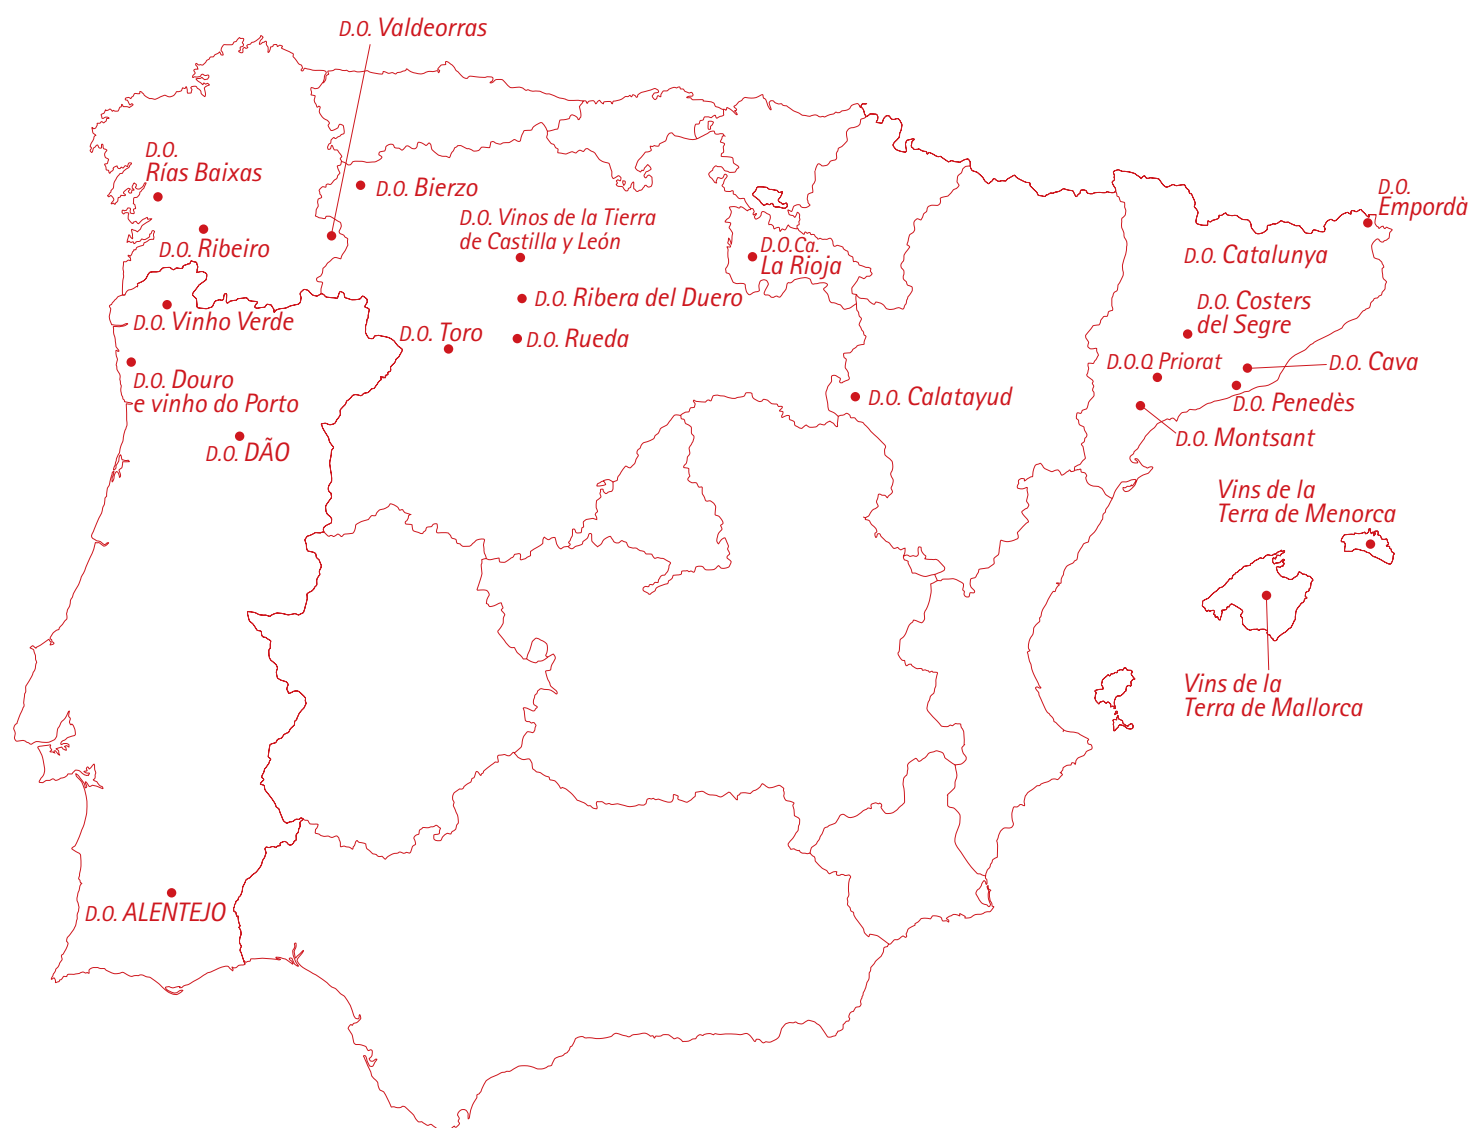 D.O. Valdeorras
D.O.
Rías Baixas
D.O. Ribeiro
D.O. Bierzo
D.O. Vinos de la Tierra
de Castilla y León
D.O.Ca.
La Rioja
D.O.
Empordà
D.O. Catalunya
D.O. Costers
del Segre
D.O. Ribera del Duero
D.O. Vinho Verde
D.O. Toro
D.O. Rueda
D.O.Q Priorat
D.O. Cava
D.O. Douro
e vinho do Porto
D.O. Calatayud
D.O. Penedès
D.O. Montsant
D.O. DÃO
Vins de la
Terra de Menorca
Vins de la
Terra de Mallorca
D.O. ALENTEJO